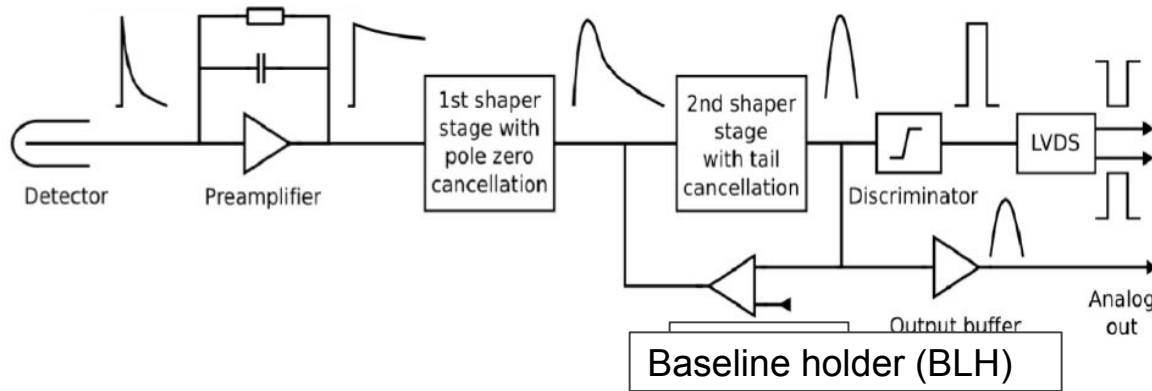 Detector
Preamplifier
1st shaper
stage with
pole zero
cancellation
2nd shaper
stage
with tail
cancellation
Discriminator
LVDS
Output buffer
Analog
out
Baseline holder (BLH)